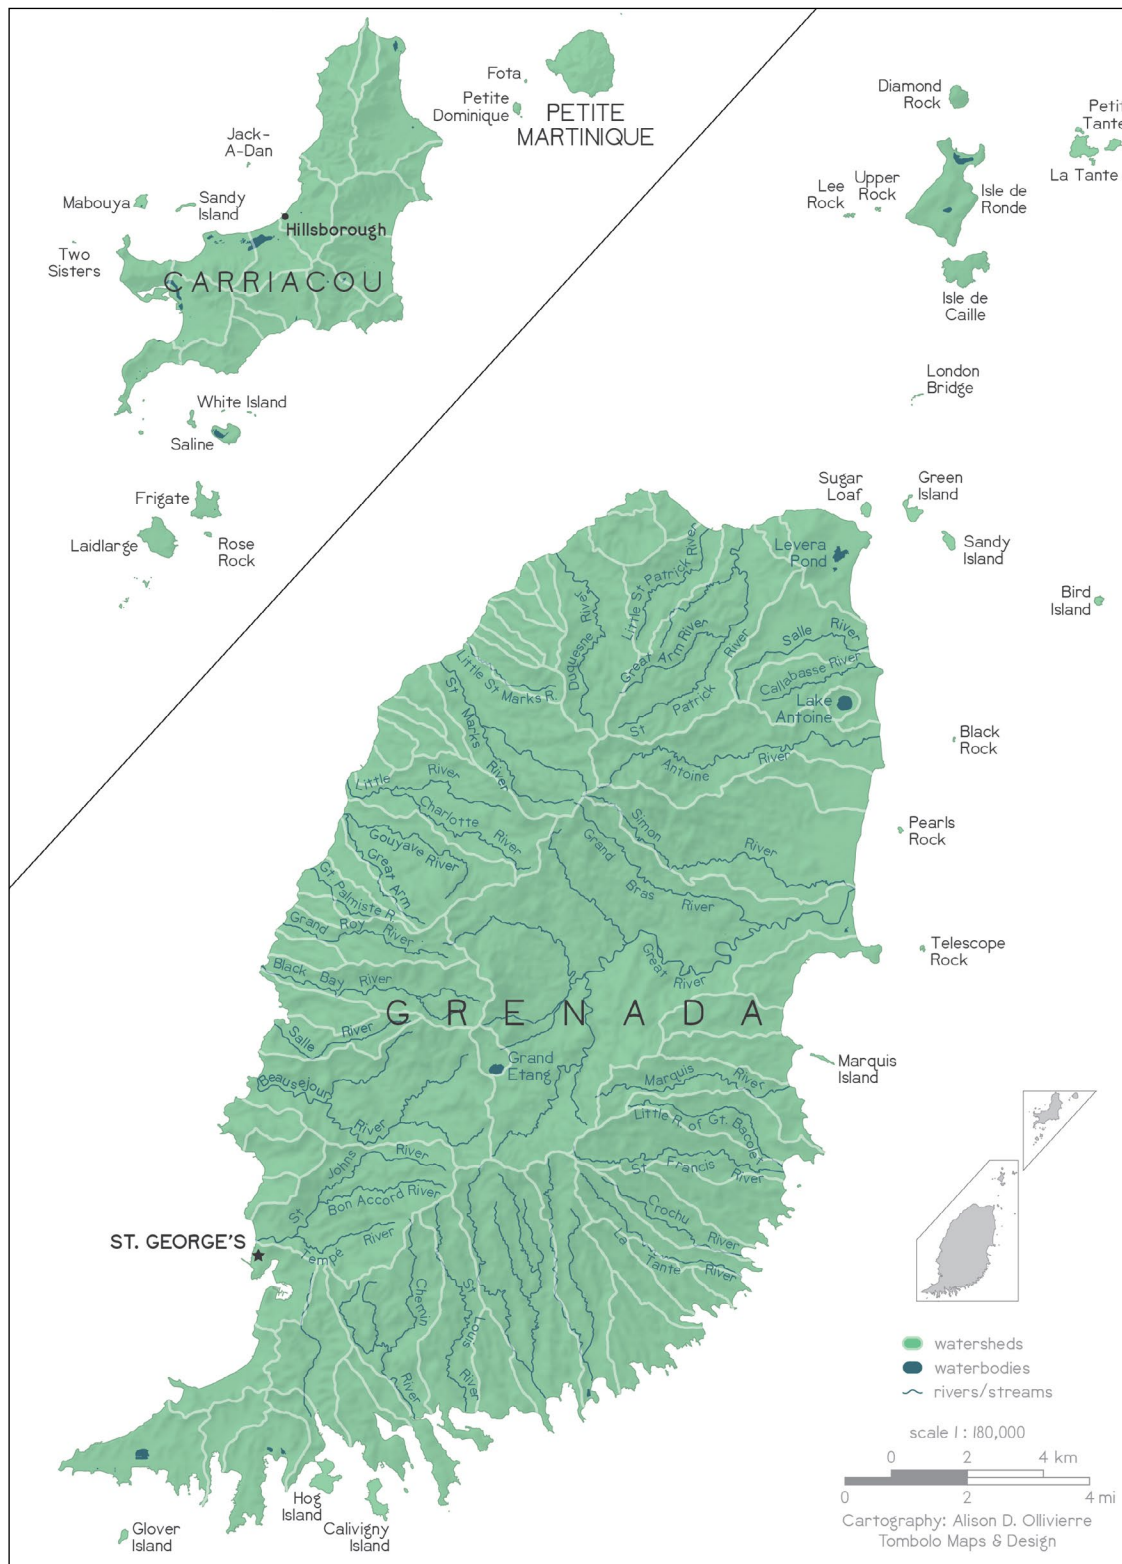 Fota
Petite
Dominique
PETITE
MARTINIQUE
Jack-
A-Dan
Mabouya
Sandy
Island
Hillsborough
Two
Sisters
CARRIACOU
White Island
Saline
Frigate
Laidlarge
Rose
Rock
Diamond
Rock
Petit
Tante
La Tante
Lee
Rock
Upper
Rock
Isle de
Ronde
Isle de
Caille
London
Bridge
Sugar
Loaf
Green
Island
Levera
Pond
Sandy
Island
Bird
Island
Little St Patrick River
Duquesne River
Great Arm River
St Patrick River
Salle River
Callabasse River
Lake
Antoine
Little St Marks R.
St Marks River
Black
Rock
Antoine River
Little River
Charlotte River
Simon River
Pearls
Rock
Gouyave River
Great Arm
Grand Bras River
Gt. Palmiste R.
Grand Roy River
Great River
Telescope
Rock
Black Bay River
GRENADA
Salle River
Grand
Etang
Marquis
Island
Beausejour River
Marquis River
Little R. of Gt. Bacolet
St Johns River
St Francis River
Bon Accord River
Crochu River
ST. GEORGE'S
Tempe River
La Tante River
Chemin River
St Louis River
Hog
Island
Calivigny
Island
Glover
Island
watersheds
waterbodies
rivers/streams
scale 1 : 180,000
0 2 4 km
0 2 4 mi
Cartography: Alison D. Ollivierre
Tombolo Maps & Design